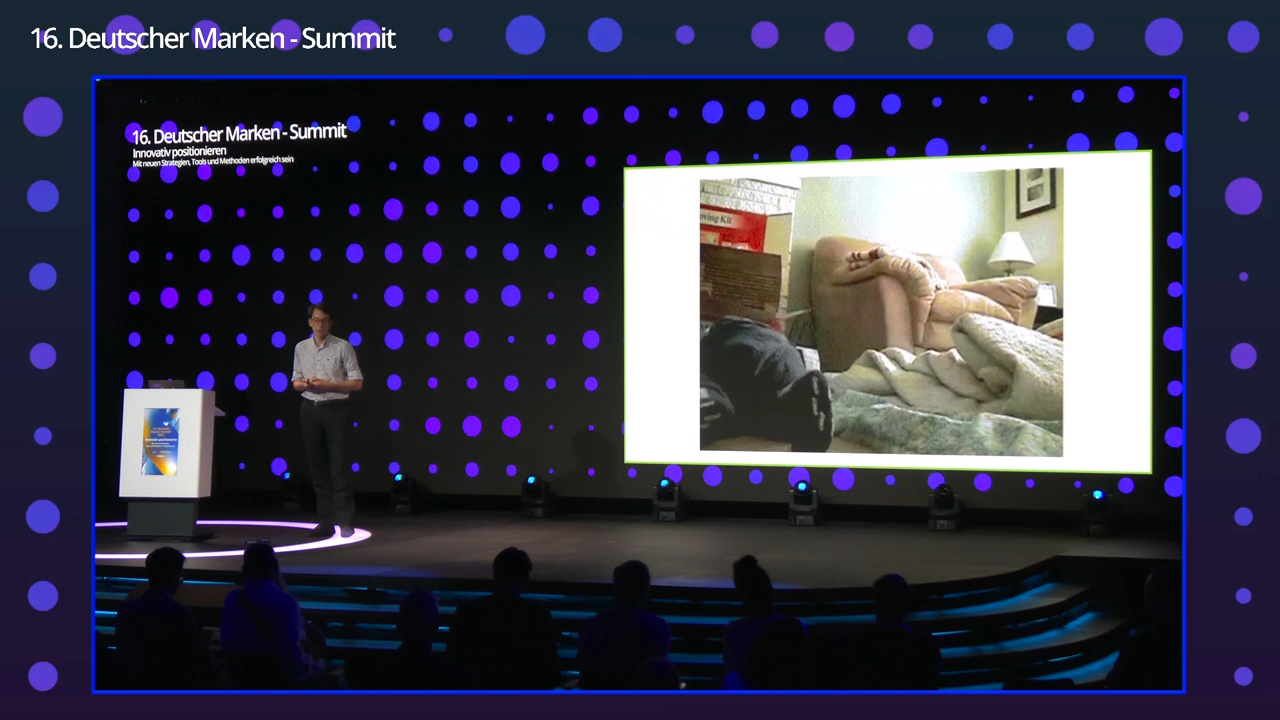 16. Deutscher Marken - Summit
16. Deutscher Marken - Summit
Innovativ positionieren
Mit neuen Strategien, Tools und Methoden erfolgreich sein
Kit